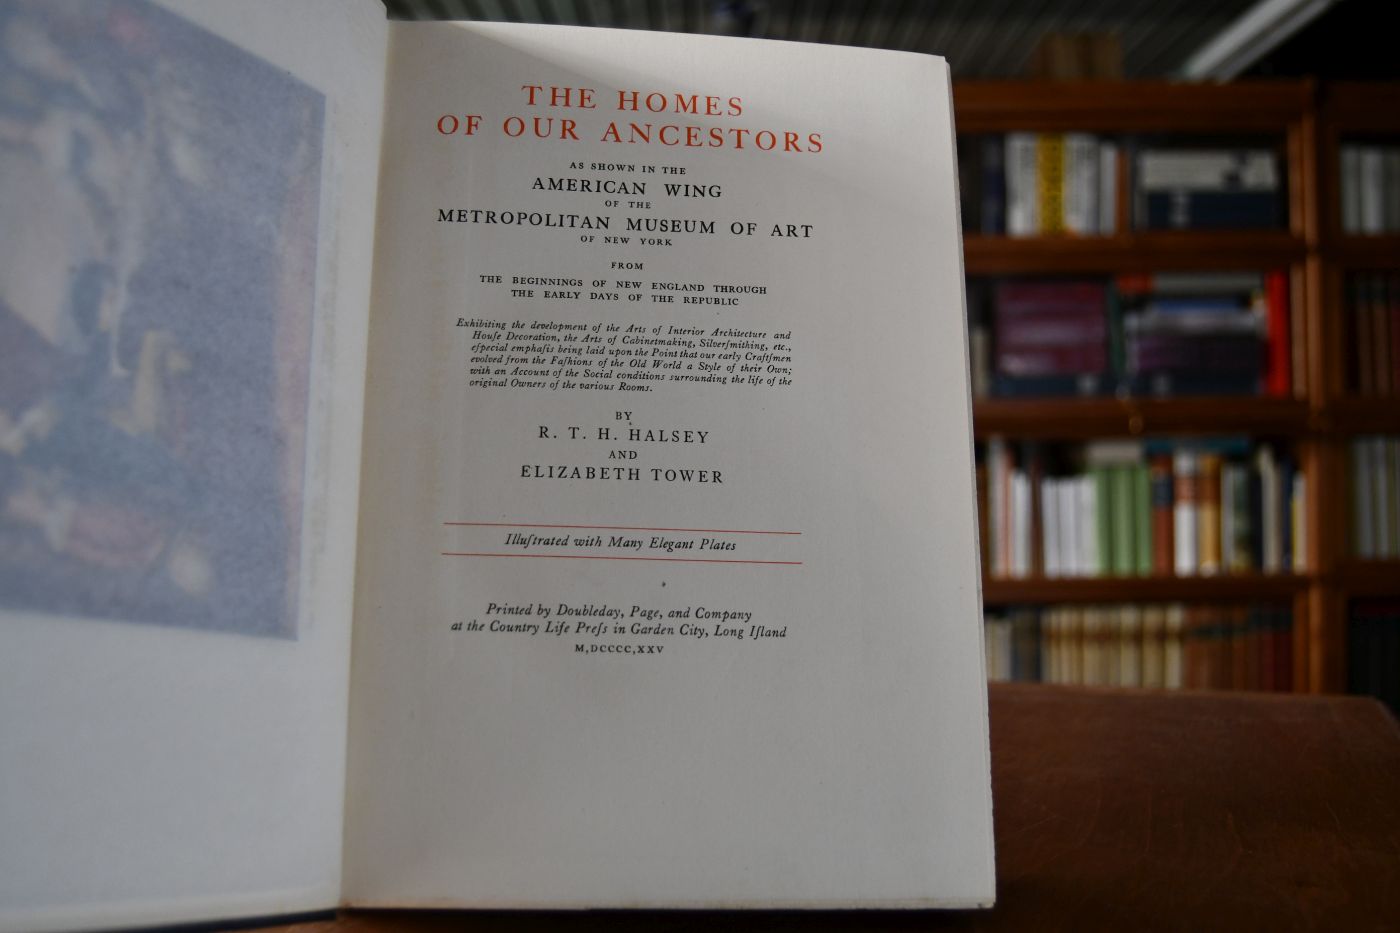 THE HOMES
OF OUR ANCESTORS
AS SHOWN IN THE
AMERICAN WING
OF THE
METROPOLITAN MUSEUM OF ART
OF NEW YORK
FROM
THE BEGINNINGS OF NEW ENGLAND THROUGH
THE EARLY DAYS OF THE REPUBLIC
Exhibiting the development of the Arts of Interior Architecture and
Houſe Decoration, the Arts of Cabinetmaking, Silverſmithing, etc.,
eſpecial emphaſis being laid upon the Point that our early Craftſmen
evolved from the Faſhions of the Old World a Style of their Own;
with an Account of the Social conditions surrounding the life of the
original Owners of the various Rooms.
BY
R. T. H. HALSEY
AND
ELIZABETH TOWER
Illuſtrated with Many Elegant Plates
Printed by Doubleday, Page, and Company
at the Country Life Preſs in Garden City, Long Iſland
M,DCCCC,XXV